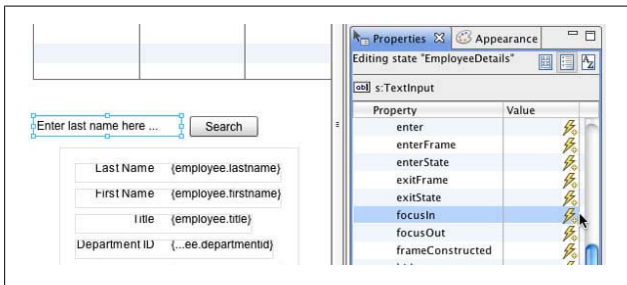 Properties Appearance
Editing state "EmployeeDetails"
s:TextInput
Property Value
enter
enterFrame
enterState
exitFrame
exitState
focusIn
focusOut
frameConstructed
Enter last name here ... Search
Last Name {employee.lastname}
First Name {employee.firstname}
Title {employee.title}
Department ID {...ee.departmentid}